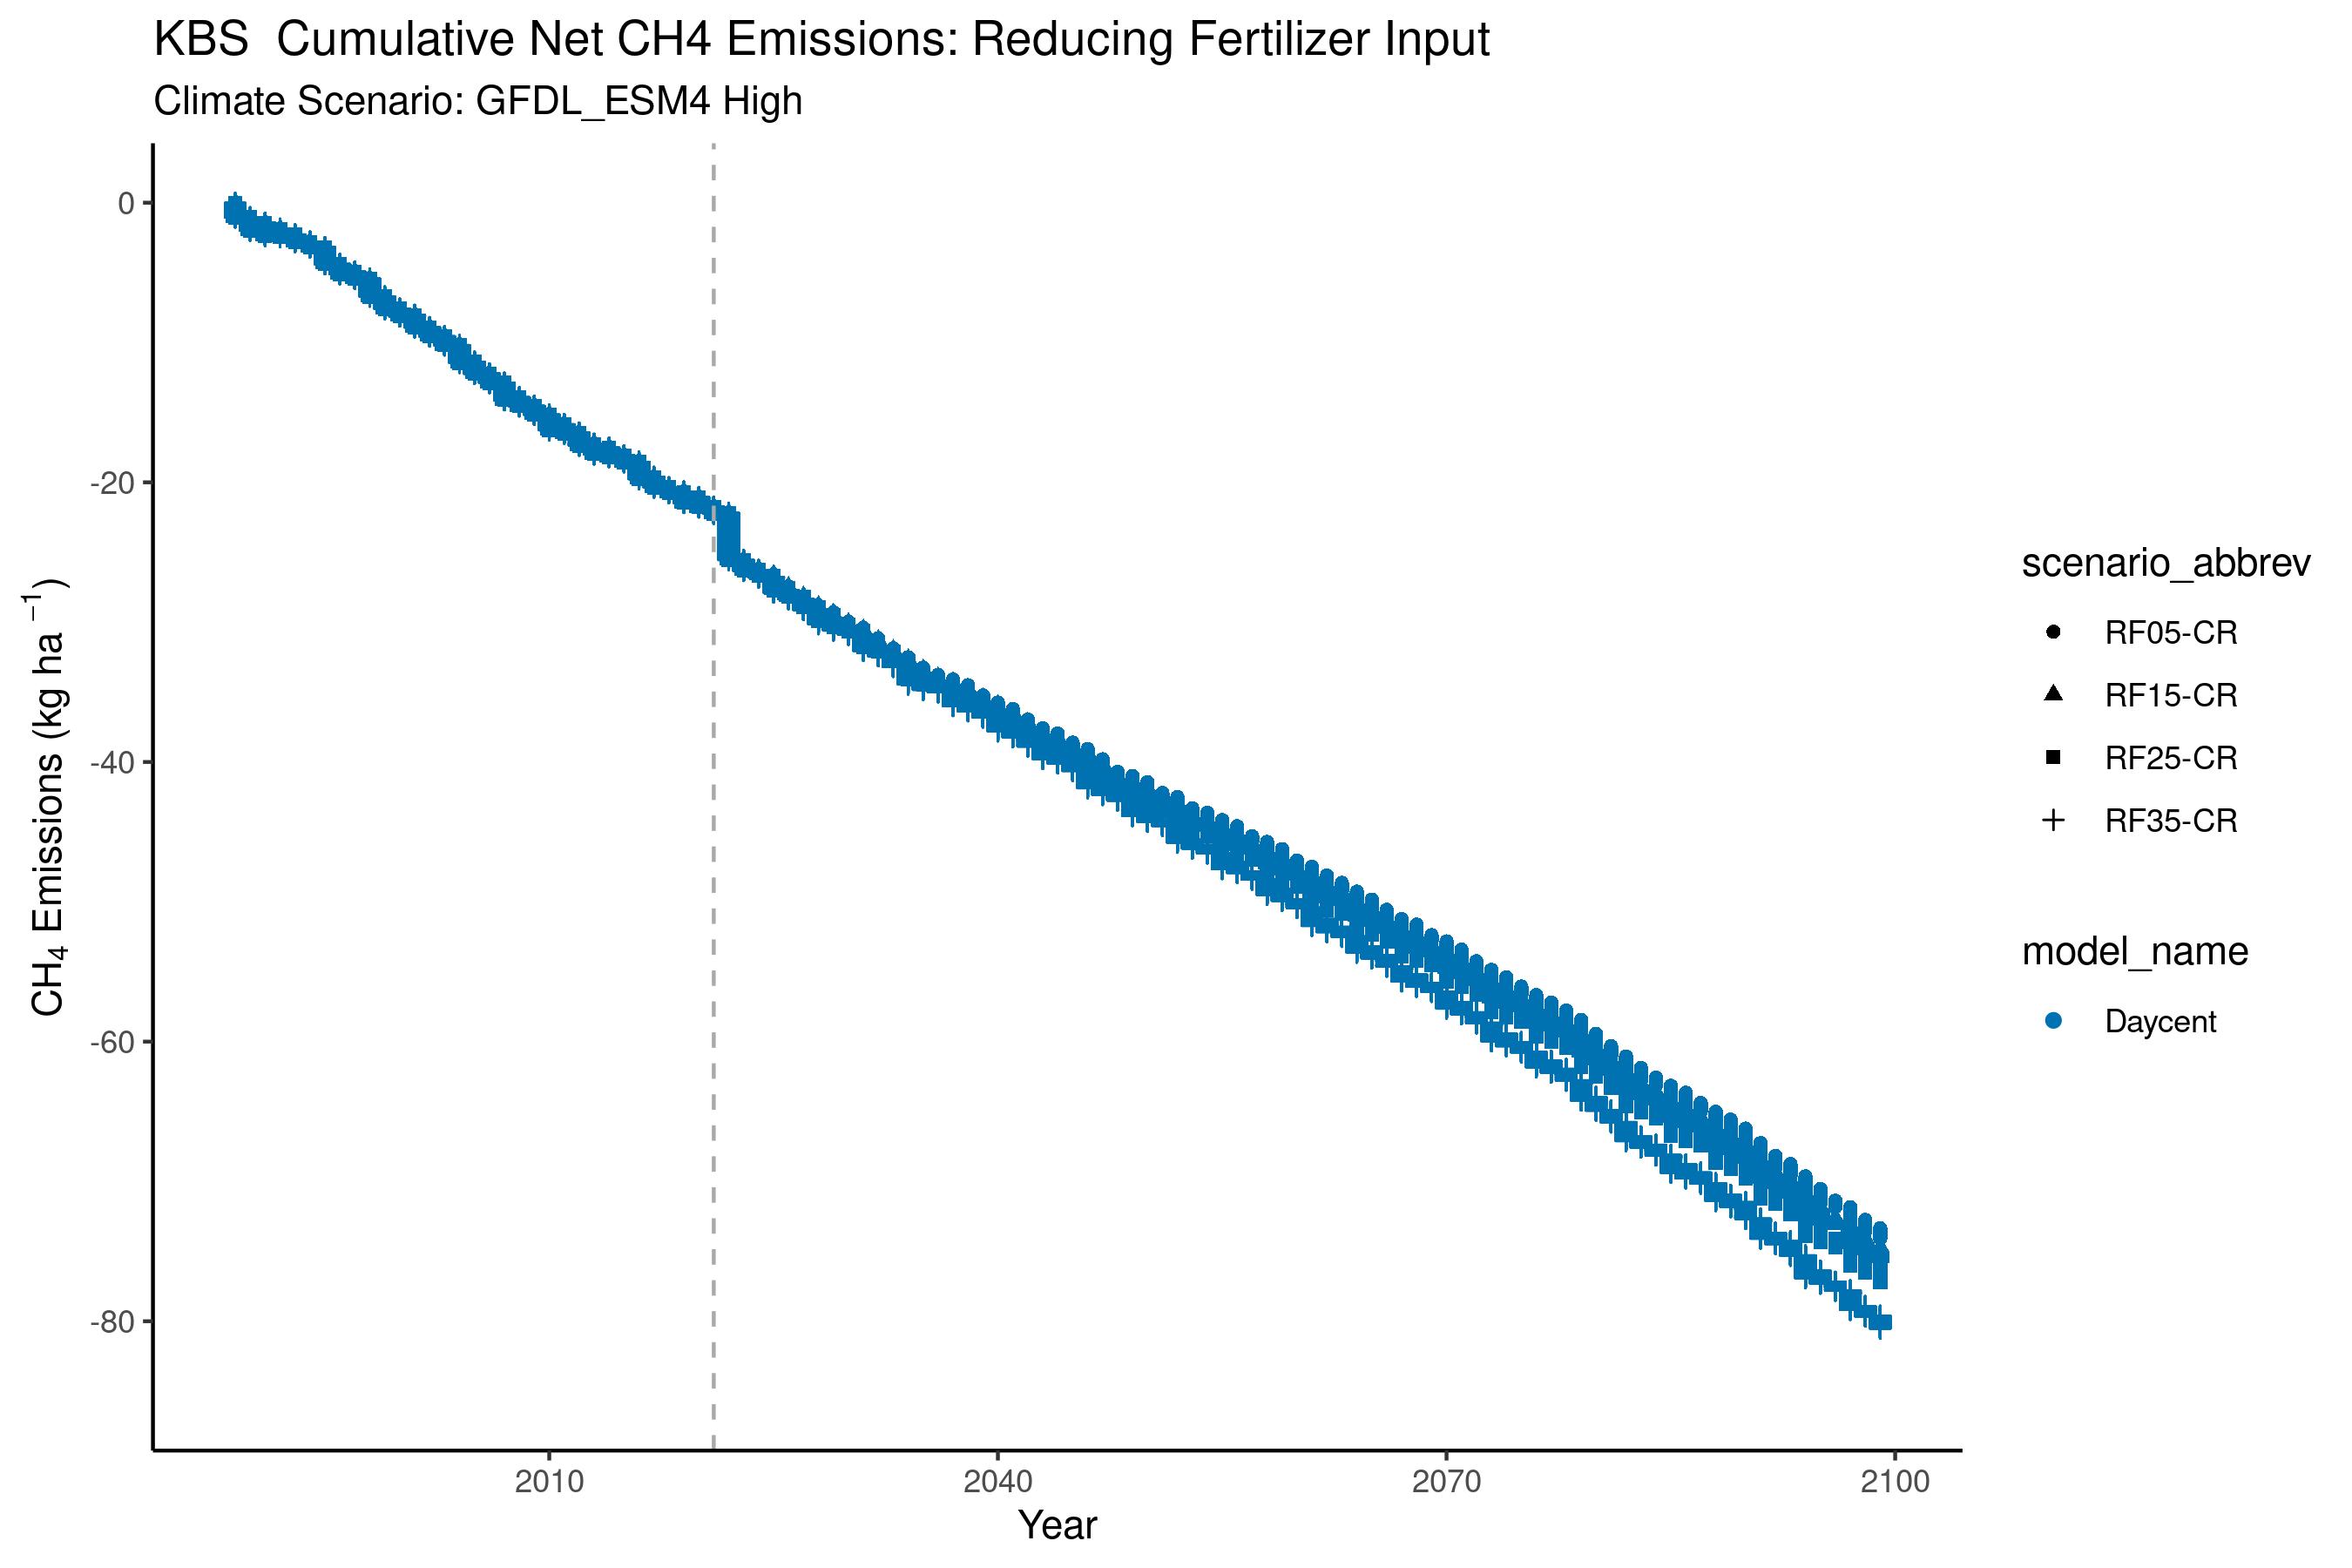 KBS  Cumulative Net CH4 Emissions: Reducing Fertilizer Input
Climate Scenario: GFDL_ESM4 High
CH₄ Emissions (kg ha ⁻¹)
0
-20
-40
-60
-80
2010 2040 2070 2100
Year
scenario_abbrev
RF05-CR
RF15-CR
RF25-CR
RF35-CR
model_name
Daycent